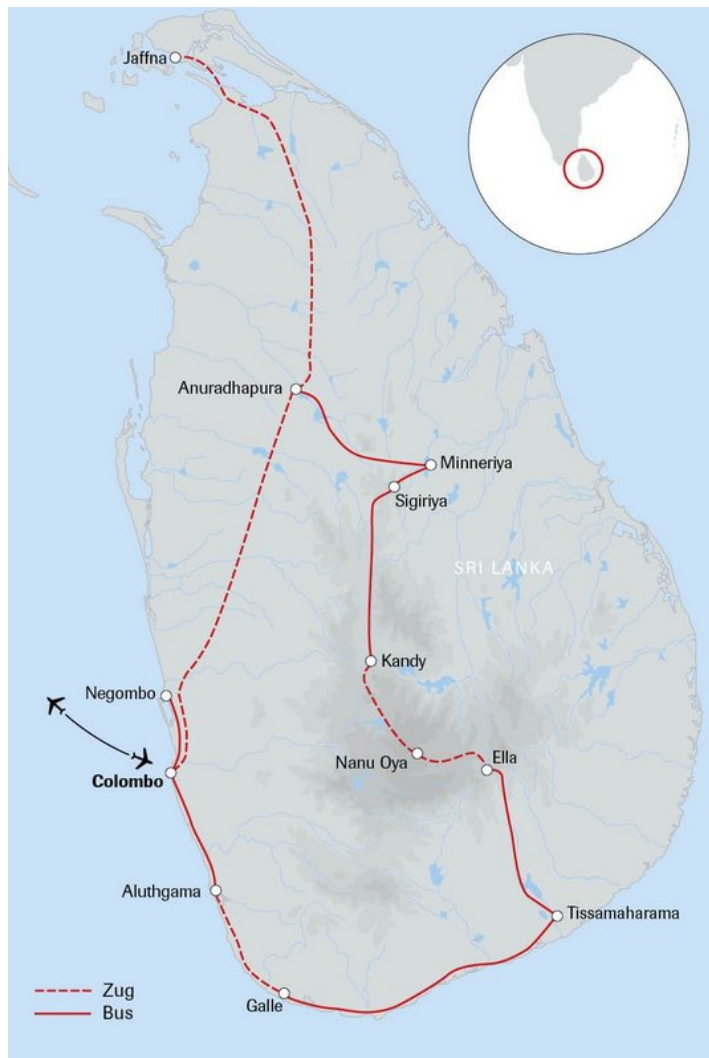 Jaffna
Anuradhapura
Minneriya
Sigiriya
SRI LANKA
Kandy
Negombo
Nanu Oya
Ella
Colombo
Aluthgama
Tissamaharama
Galle
Zug
Bus